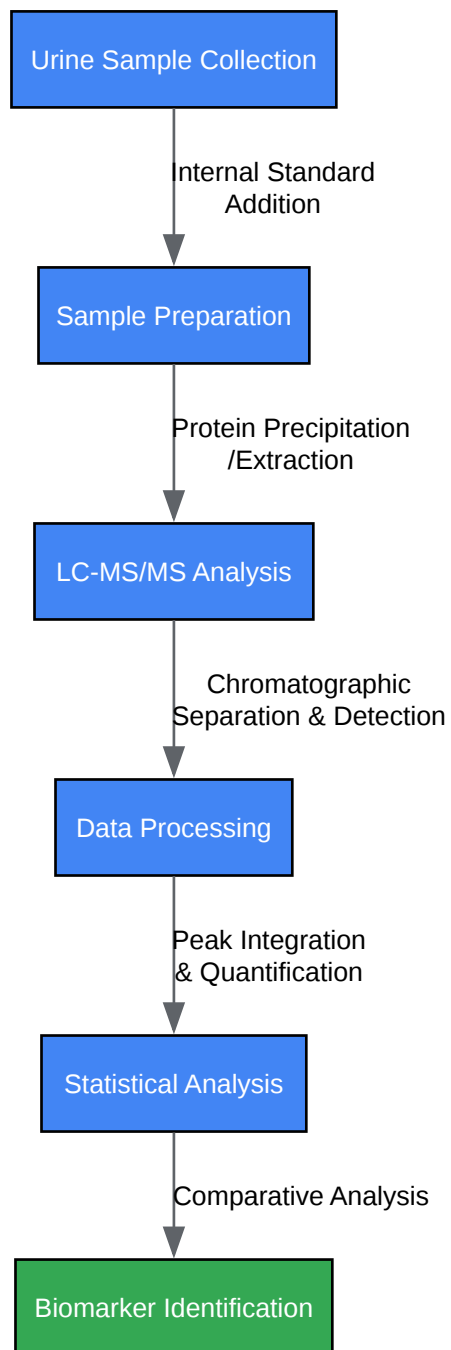 Urine Sample Collection
Internal Standard
Addition
Sample Preparation
Protein Precipitation
/Extraction
LC-MS/MS Analysis
Chromatographic
Separation & Detection
Data Processing
Peak Integration
& Quantification
Statistical Analysis
Comparative Analysis
Biomarker Identification